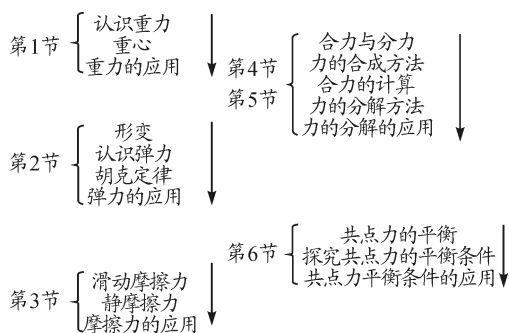 第1节
认识重力
重心
重力的应用
第2节
形变
认识弹力
胡克定律
弹力的应用
第3节
滑动摩擦力
静摩擦力
摩擦力的应用
第4节
第5节
合力与分力
力的合成方法
合力的计算
力的分解方法
力的分解的应用
第6节
共点力的平衡
探究共点力的平衡条件
共点力平衡条件的应用